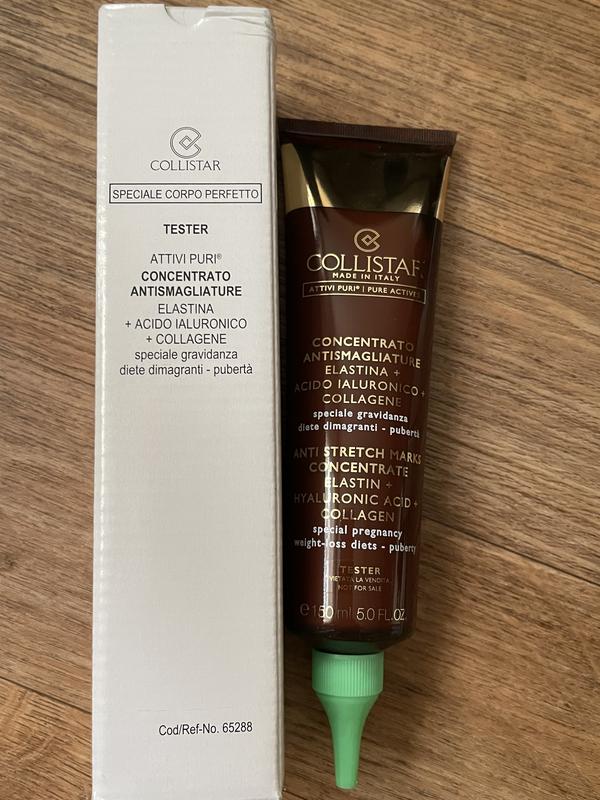 COLLISTAR
SPECIALE CORPO PERFETTO
TESTER
ATTIVI PURI®
CONCENTRATO
ANTISMAGLIATURE
ELASTINA
+ ACIDO IALURONICO
+ COLLAGENE
speciale gravidanza
diete dimagranti - pubertà
Cod/Ref-No. 65288
COLLISTAR
MADE IN ITALY
ATTIVI PURI® | PURE ACTIVES
CONCENTRATO
ANTISMAGLIATURE
ELASTINA +
ACIDO IALURONICO +
COLLAGENE
speciale gravidanza
diete dimagranti - pubertà
ANTI STRETCH MARKS
CONCENTRATE
ELASTIN +
HYALURONIC ACID +
COLLAGEN
special pregnancy
weight-loss diets - puberty
TESTER
VIETATA LA VENDITA
NOT FOR SALE
e 150 ml 5.0 FL.OZ.